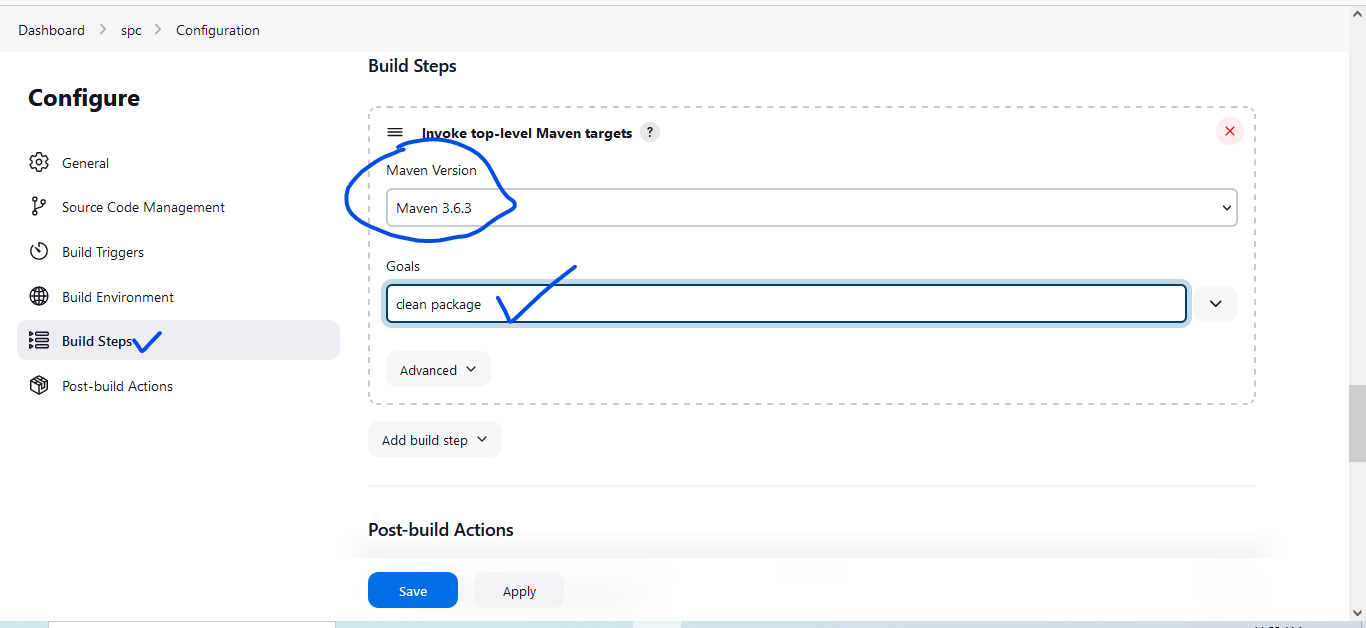 Dashboard > spc > Configuration
Configure
General
Source Code Management
Build Triggers
Build Environment
Build Steps
Post-build Actions
Build Steps
Invoke top-level Maven targets ?
Maven Version
Maven 3.6.3
Goals
clean package
Advanced
Add build step
Post-build Actions
Save Apply